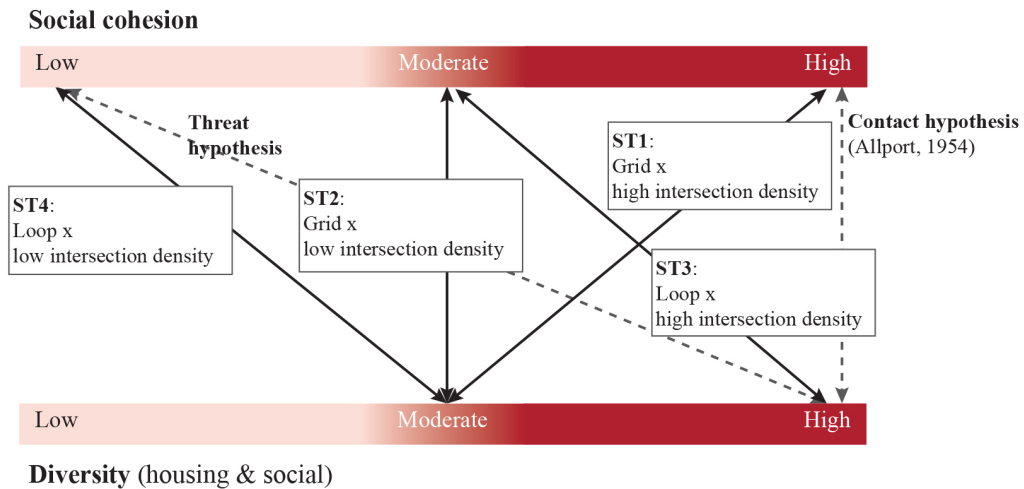 Social cohesion
Low Moderate High
Threat
hypothesis
Contact hypothesis
(Allport, 1954)
ST1:
Grid x
high intersection density
ST4:
Loop x
low intersection density
ST2:
Grid x
low intersection density
ST3:
Loop x
high intersection density
Low Moderate High
Diversity (housing & social)